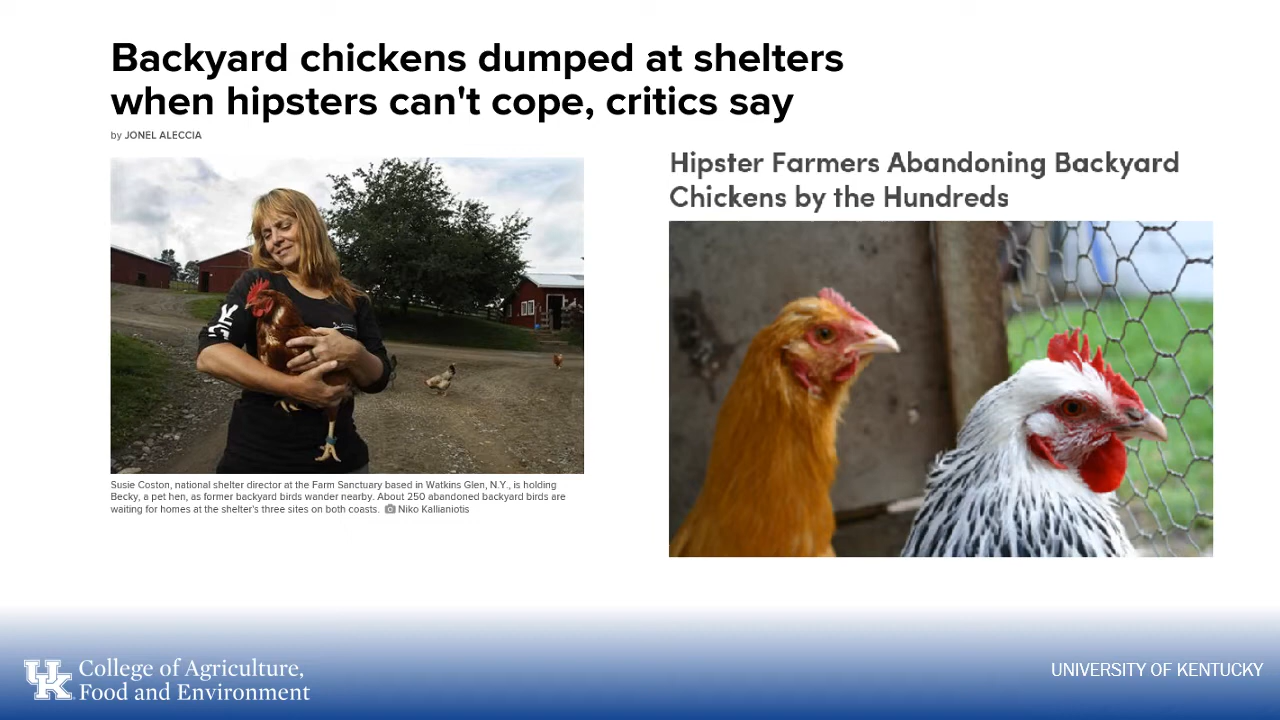 Backyard chickens dumped at shelters
when hipsters can't cope, critics say
by JONEL ALECCIA
Susie Coston, national shelter director at the Farm Sanctuary based in Watkins Glen, N.Y., is holding
Becky, a pet hen, as former backyard birds wander nearby. About 250 abandoned backyard birds are
waiting for homes at the shelter's three sites on both coasts. Niko Kallianiotis
Hipster Farmers Abandoning Backyard
Chickens by the Hundreds
UK College of Agriculture,
Food and Environment
UNIVERSITY OF KENTUCKY